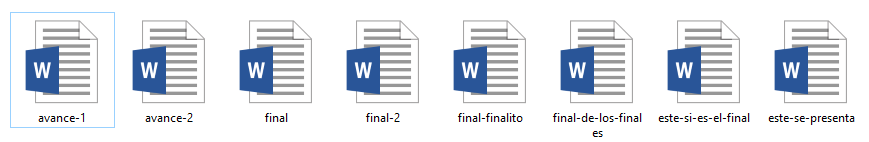 W W W W W W W W
avance-1 avance-2 final final-2 final-finalito final-de-los-final este-si-es-el-final este-se-presenta
es